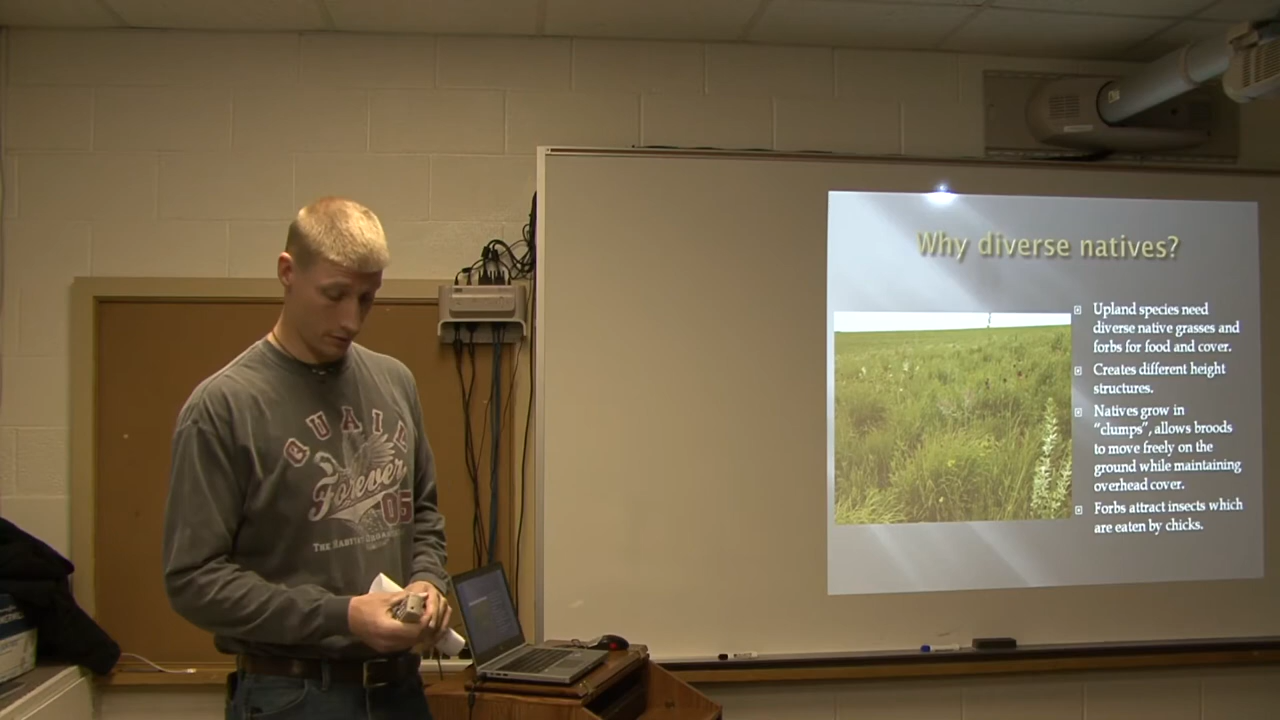 Why diverse natives?
Upland species need
diverse native grasses and
forbs for food and cover.
Creates different height
structures.
Natives grow in
“clumps”, allows broods
to move freely on the
ground while maintaining
overhead cover.
Forbs attract insects which
are eaten by chicks.
QUAIL
Forever
05
THE